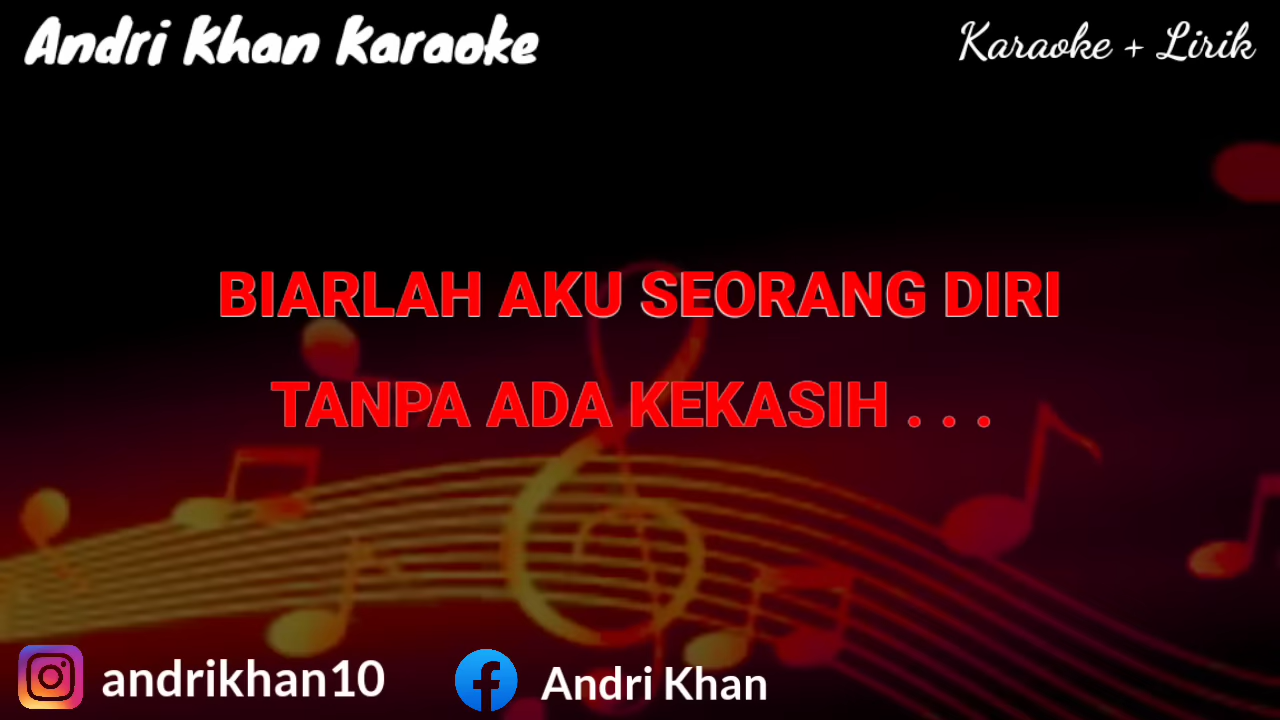 Andri Khan Karaoke
Karaoke + Lirik
BIARLAH AKU SEORANG DIRI
TANPA ADA KEKASIH . . .
andrikhan10
Andri Khan